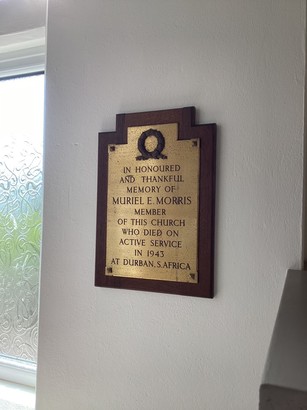 IN HONOURED
AND THANKFUL
MEMORY OF
MURIEL E. MORRIS
MEMBER
OF THIS CHURCH
WHO DIED ON
ACTIVE SERVICE
IN 1943
AT DURBAN. S. AFRICA